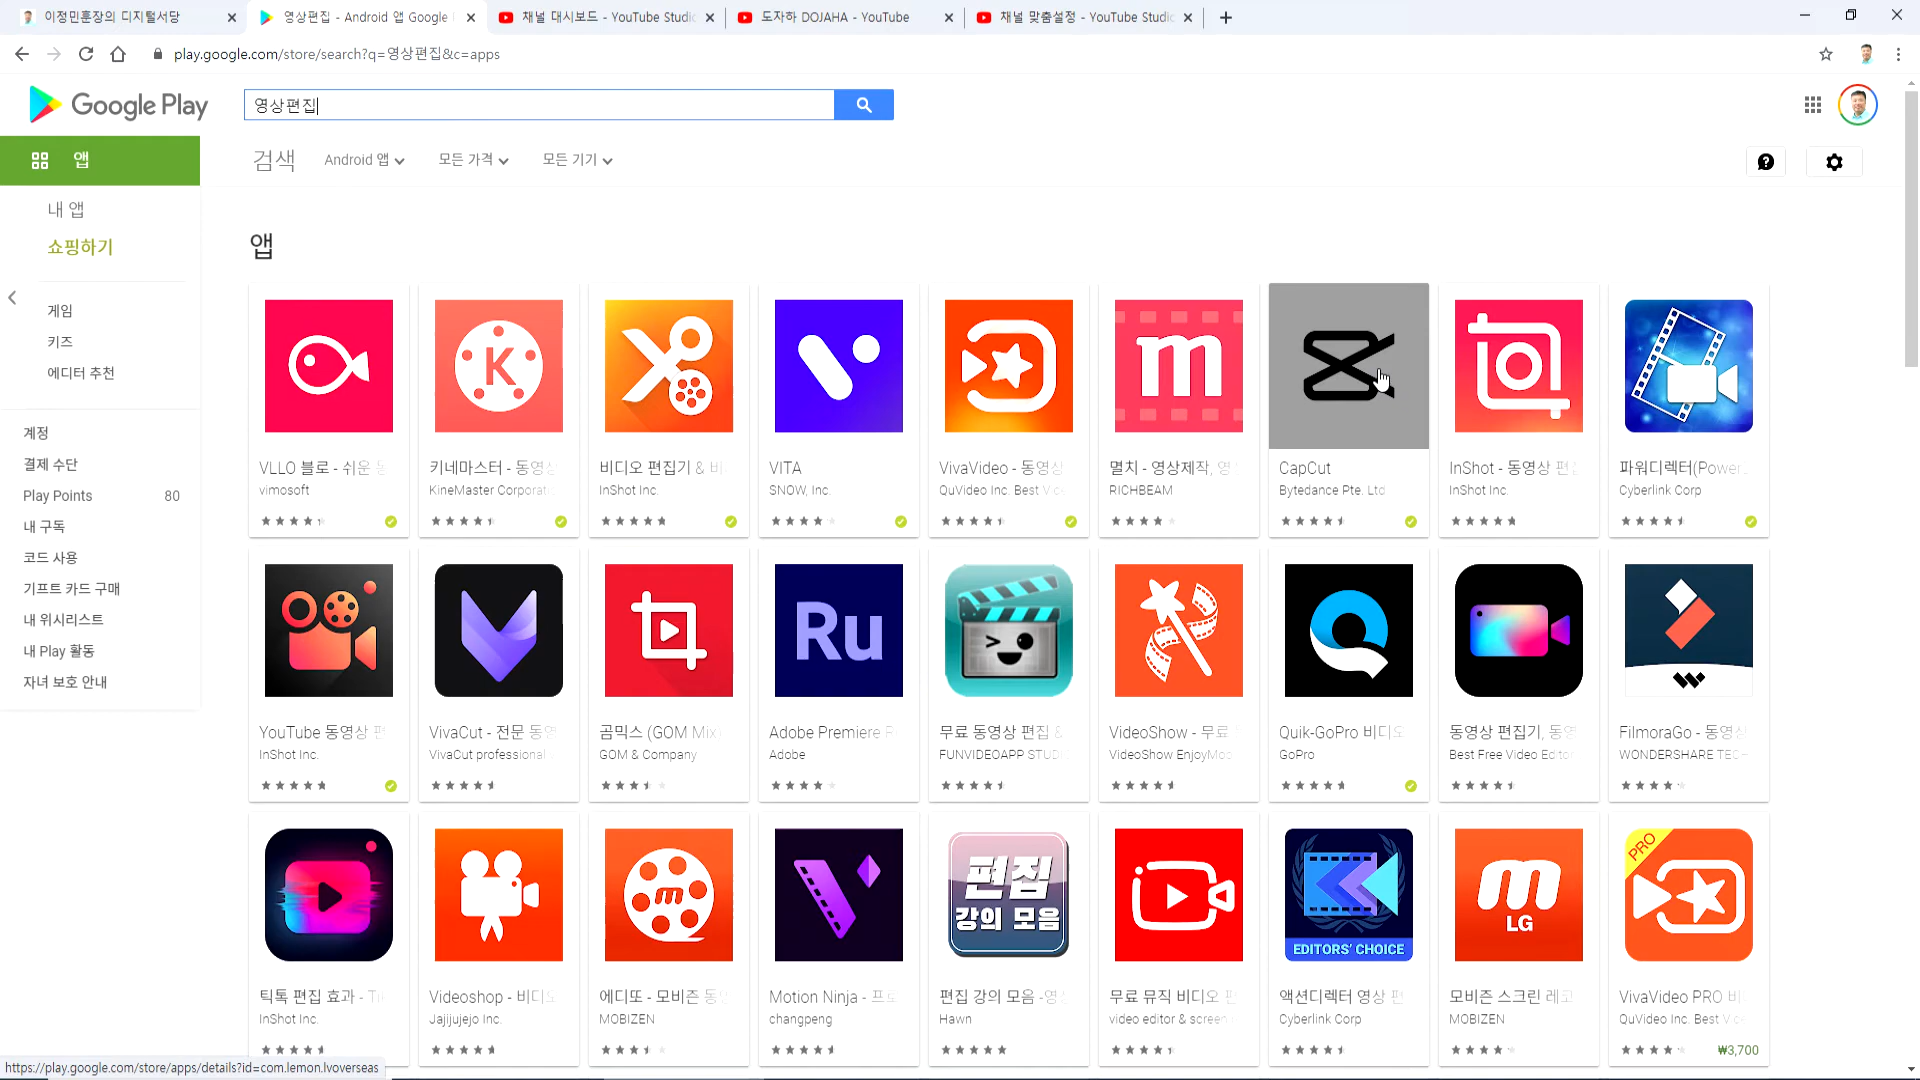 이정민훈장의 디지털서당
영상편집 - Android 앱 Google
채널 대시보드 - YouTube Studio
도자하 DOJAHA - YouTube
채널 맞춤설정 - YouTube Studio
play.google.com/store/search?q=영상편집&c=apps
Google Play
영상편집
앱
검색
Android 앱
모든 가격
모든 기기
내 앱
쇼핑하기
게임
키즈
에디터 추천
계정
결제 수단
Play Points 80
내 구독
코드 사용
기프트 카드 구매
내 위시리스트
내 Play 활동
자녀 보호 안내
앱
K
m
VLLO 블로 - 쉬운
키네마스터 - 동영상
비디오 편집기 &
VITA
VivaVideo - 동영상
멸치 - 영상제작,
CapCut
InShot - 동영상
파워디렉터(Power
vimosoft
KineMaster Corporat
InShot Inc.
SNOW, Inc.
QuVideo Inc. Best
RICHBEAM
Bytedance Pte. Ltd
InShot Inc.
Cyberlink Corp
Ru
YouTube 동영상
VivaCut - 전문
곰믹스 (GOM Mix
Adobe Premiere
무료 동영상 편집 &
VideoShow - 무료
Quik-GoPro 비디오
동영상 편집기,
FilmoraGo - 동영상
InShot Inc.
VivaCut professional
GOM & Company
Adobe
FUNVIDEOAPP STUDI
VideoShow EnjoyMo
GoPro
Best Free Video Edito
WONDERSHARE TEC
m
편집
강의 모음
EDITORS' CHOICE
m
LG
PRO
틱톡 편집 효과 -
Videoshop - 비디오
에디또 - 모비즌
Motion Ninja - 프로
편집 강의 모음 -영상
무료 뮤직 비디오
액션디렉터 영상
모비즌 스크린
VivaVideo PRO
InShot Inc.
Jajijujejo Inc.
MOBIZEN
changpeng
Hawn
video editor & screen
Cyberlink Corp
MOBIZEN
QuVideo Inc. Best
₩3,700
https://play.google.com/store/apps/details?id=com.lemon.lvoverseas